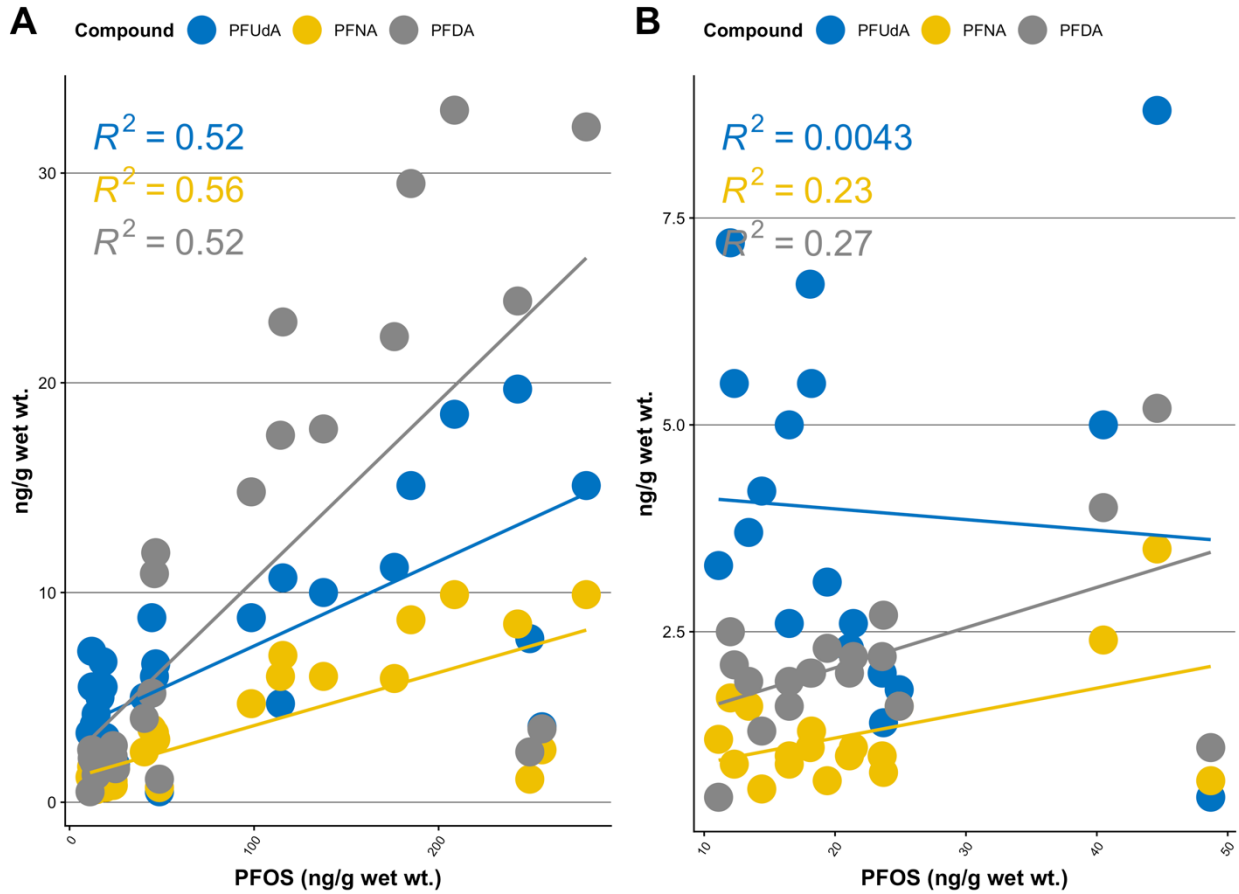 A
Compound PFUdA PFNA PFDA
R² = 0.52
R² = 0.56
R² = 0.52
30
20
10
0
ng/g wet wt.
0 100 200
PFOS (ng/g wet wt.)
B
Compound PFUdA PFNA PFDA
R² = 0.0043
R² = 0.23
R² = 0.27
7.5
5.0
2.5
ng/g wet wt.
10 20 30 40 50
PFOS (ng/g wet wt.)